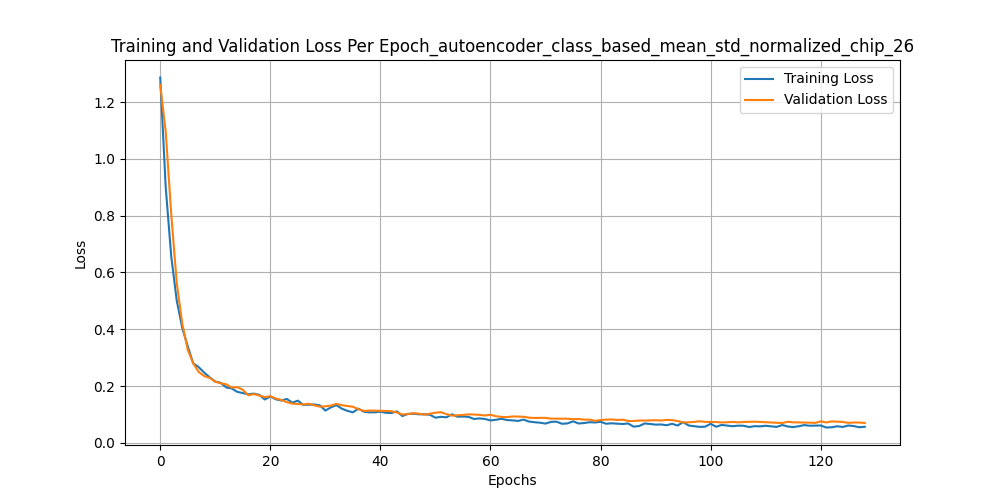 Training and Validation Loss Per Epoch_autoencoder_class_based_mean_std_normalized_chip_26
Training Loss
Validation Loss
1.2
1.0
0.8
0.6
0.4
0.2
0.0
Loss
0 20 40 60 80 100 120
Epochs